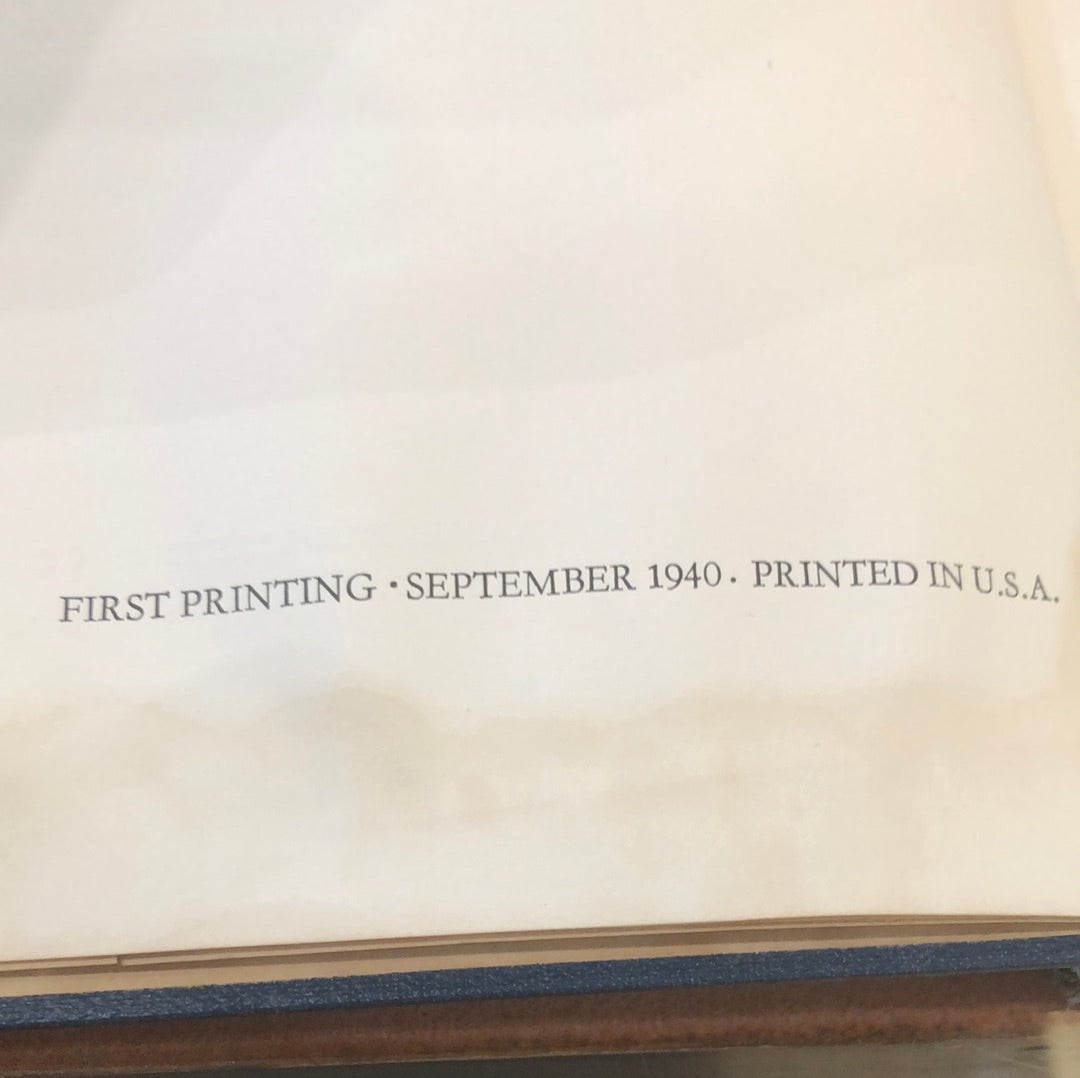 FIRST PRINTING · SEPTEMBER 1940 · PRINTED IN U.S.A.